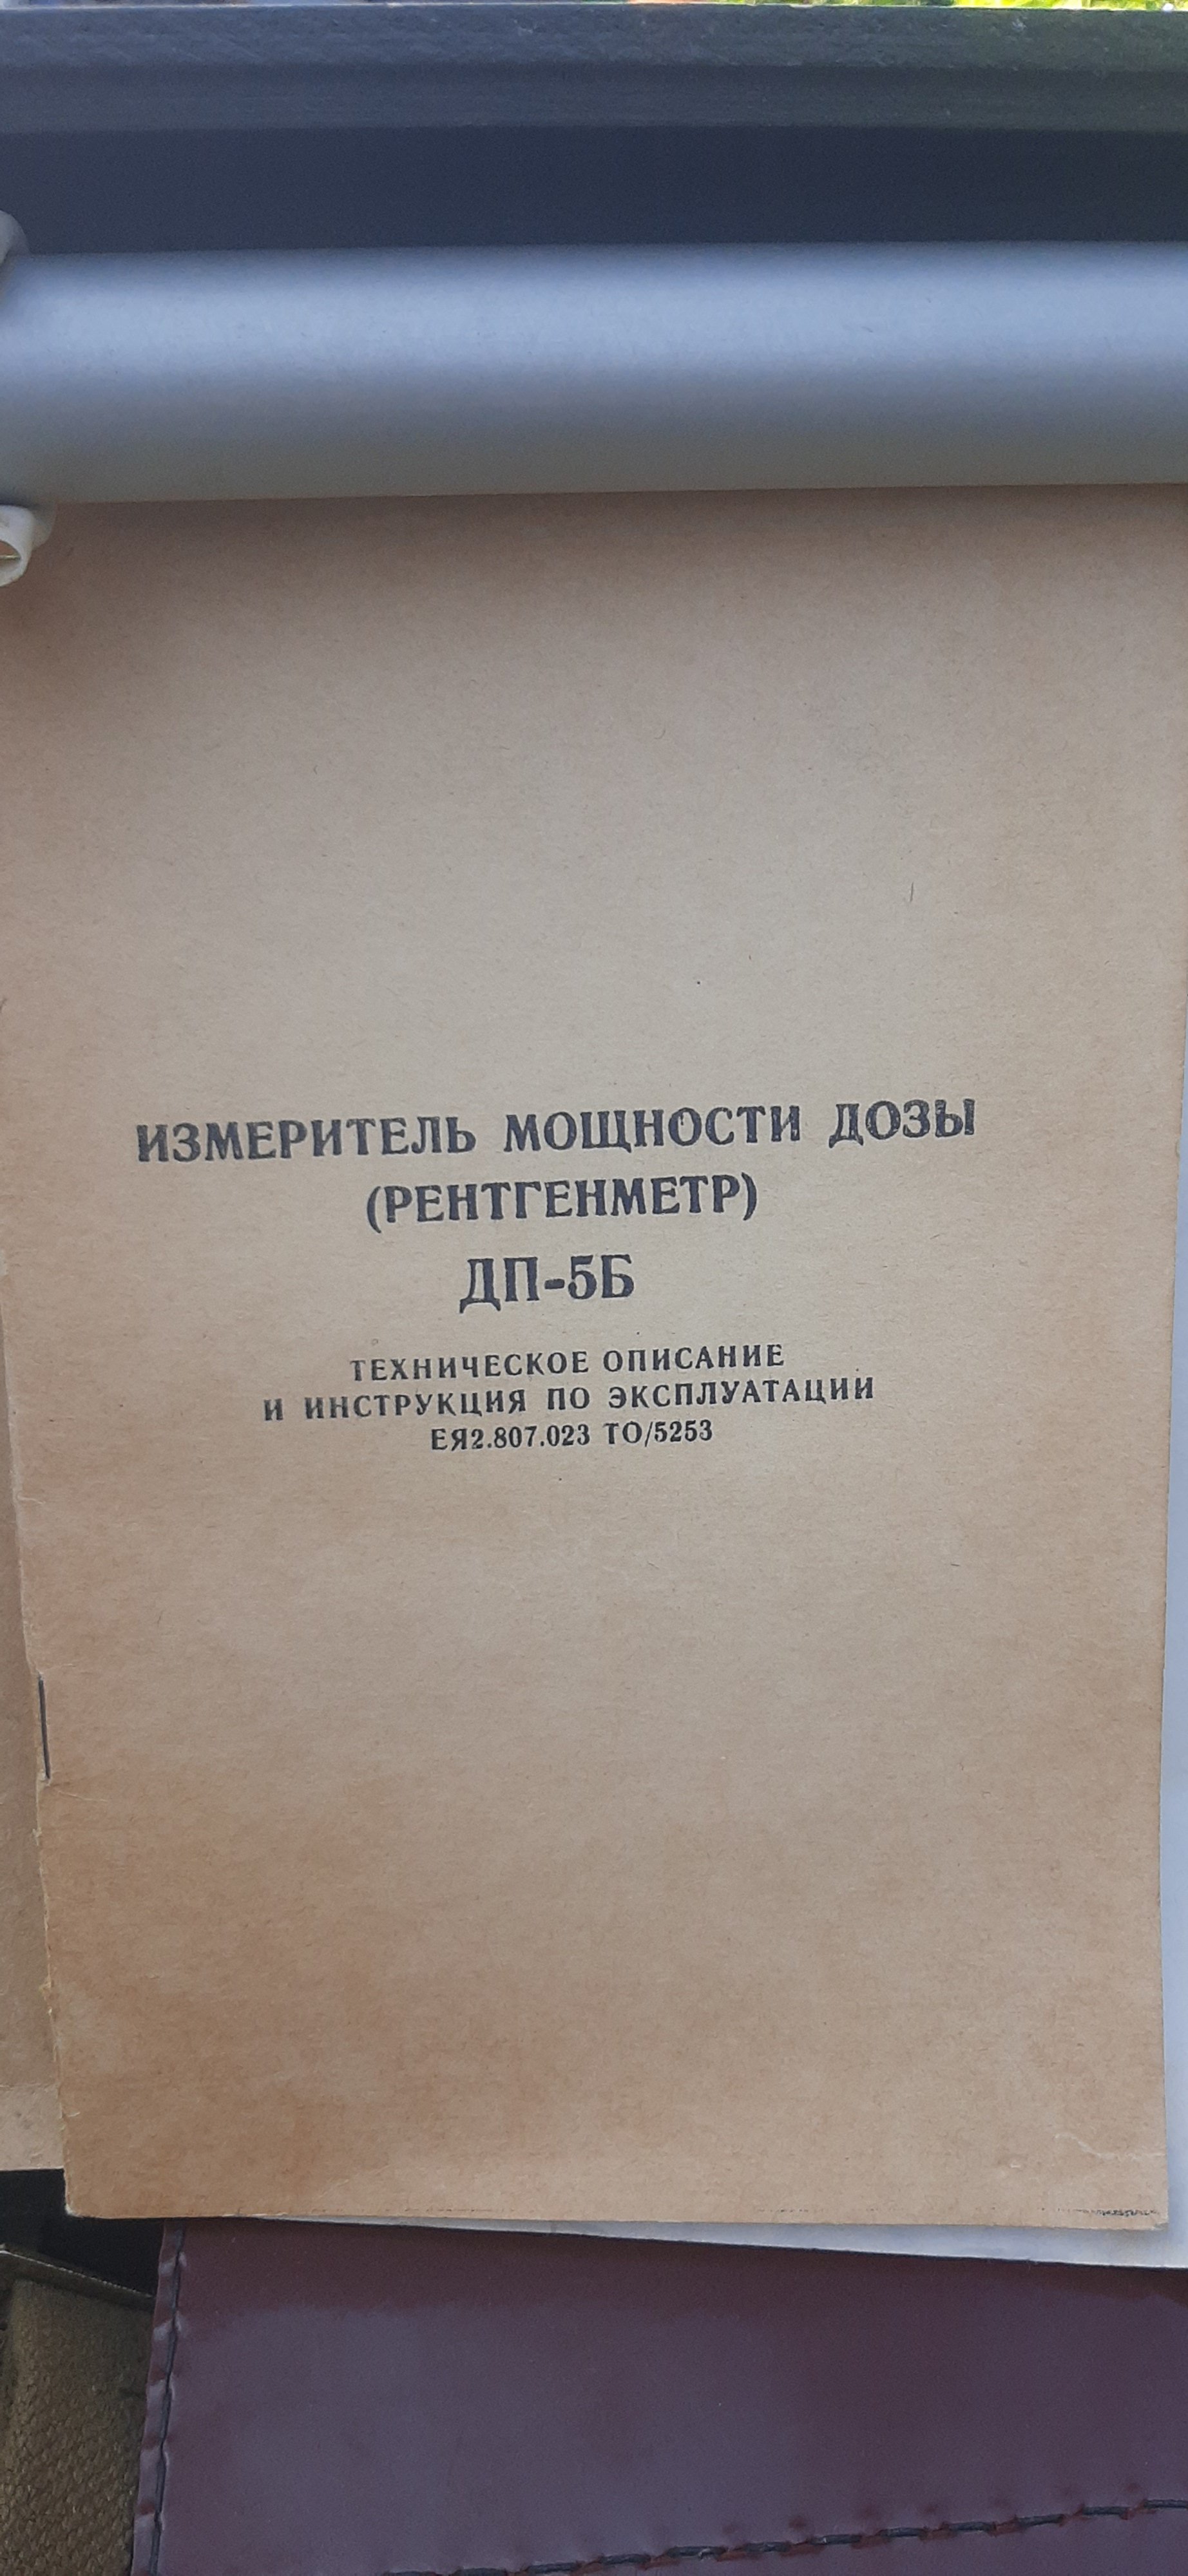 ИЗМЕРИТЕЛЬ МОЩНОСТИ ДОЗЫ
(РЕНТГЕНМЕТР)
ДП-5Б
ТЕХНИЧЕСКОЕ ОПИСАНИЕ
И ИНСТРУКЦИЯ ПО ЭКСПЛУАТАЦИИ
ЕЯ2.807.023 ТО/5253